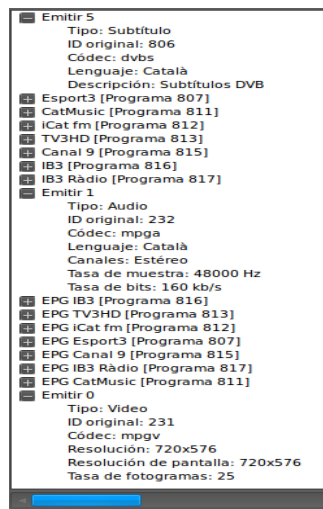 Emitir 5
Tipo: Subtítulo
ID original: 806
Códec: dvbs
Lenguaje: Català
Descripción: Subtítulos DVB
Esport3 [Programa 807]
CatMusic [Programa 811]
iCat fm [Programa 812]
TV3HD [Programa 813]
Canal 9 [Programa 815]
IB3 [Programa 816]
IB3 Ràdio [Programa 817]
Emitir 1
Tipo: Audio
ID original: 232
Códec: mpga
Lenguaje: Català
Canales: Estéreo
Tasa de muestra: 48000 Hz
Tasa de bits: 160 kb/s
EPG IB3 [Programa 816]
EPG TV3HD [Programa 813]
EPG iCat fm [Programa 812]
EPG Esport3 [Programa 807]
EPG Canal 9 [Programa 815]
EPG IB3 Ràdio [Programa 817]
EPG CatMusic [Programa 811]
Emitir 0
Tipo: Video
ID original: 231
Códec: mpgv
Resolución: 720x576
Resolución de pantalla: 720x576
Tasa de fotogramas: 25